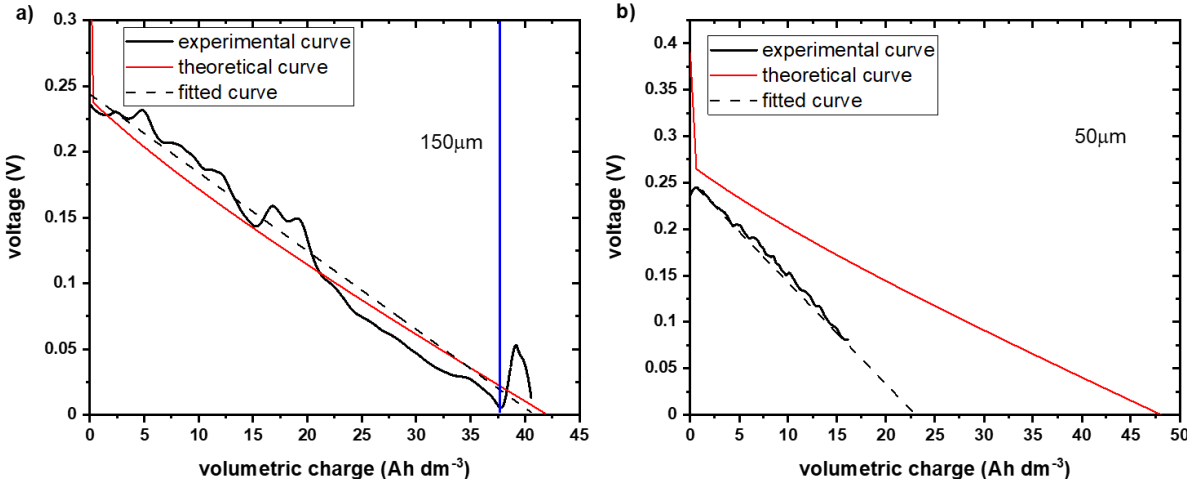 a)
experimental curve
theoretical curve
fitted curve
150μm
0.3
0.25
0.2
0.15
0.1
0.05
0
voltage (V)
0 5 10 15 20 25 30 35 40 45
volumetric charge (Ah dm⁻³)
b)
experimental curve
theoretical curve
fitted curve
50μm
0.4
0.35
0.3
0.25
0.2
0.15
0.1
0.05
0
voltage (V)
0 5 10 15 20 25 30 35 40 45 50
volumetric charge (Ah dm⁻³)